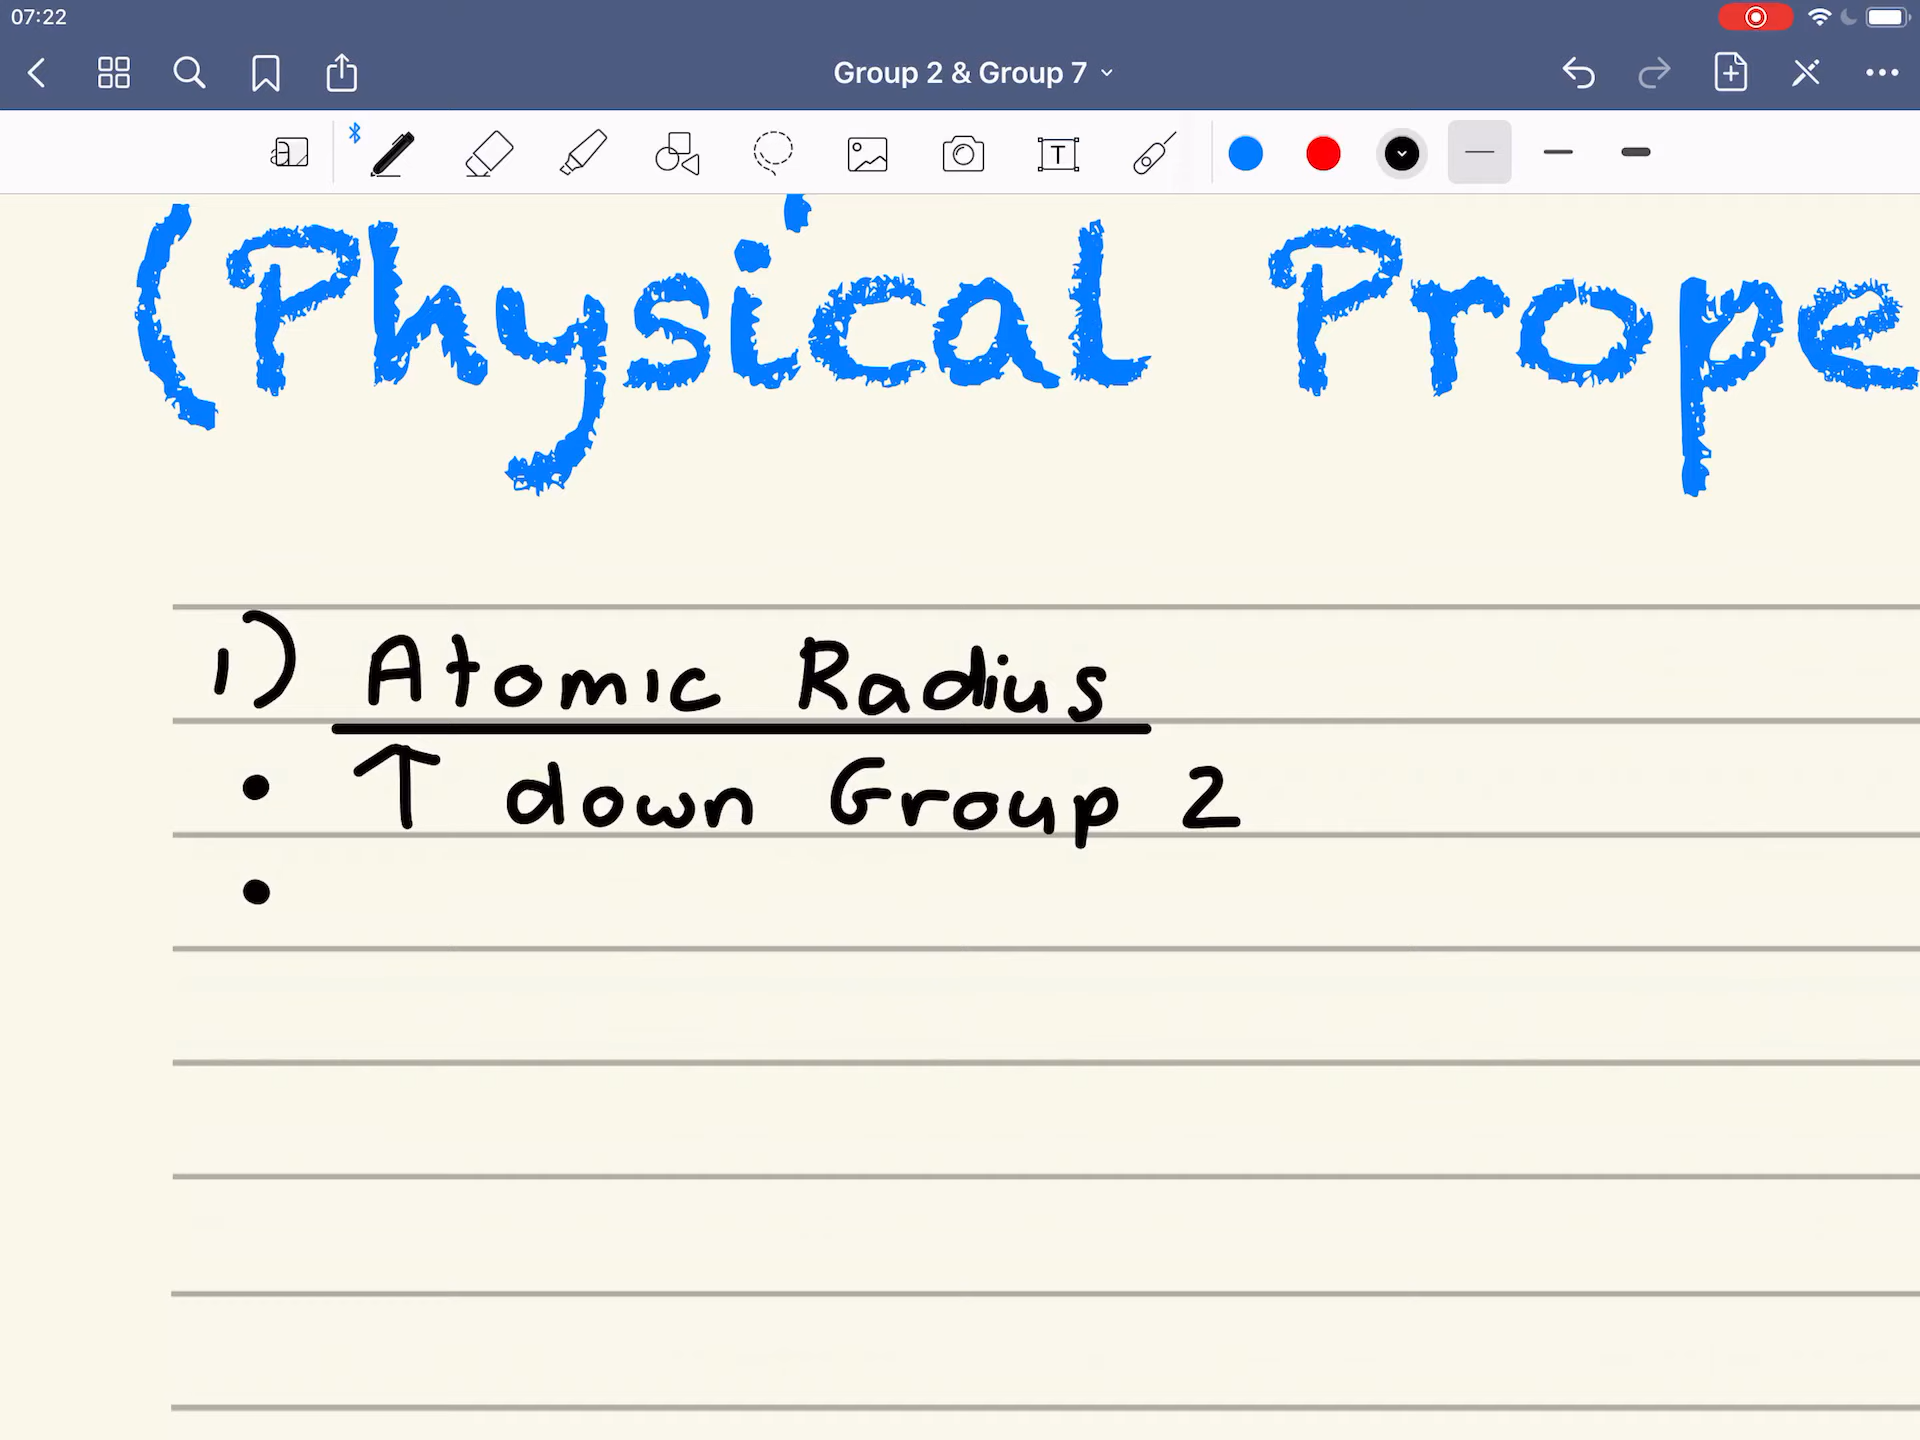 07:22
Group 2 & Group 7
(Physical Prope
1) Atomic Radius
• ↑ down Group 2
•